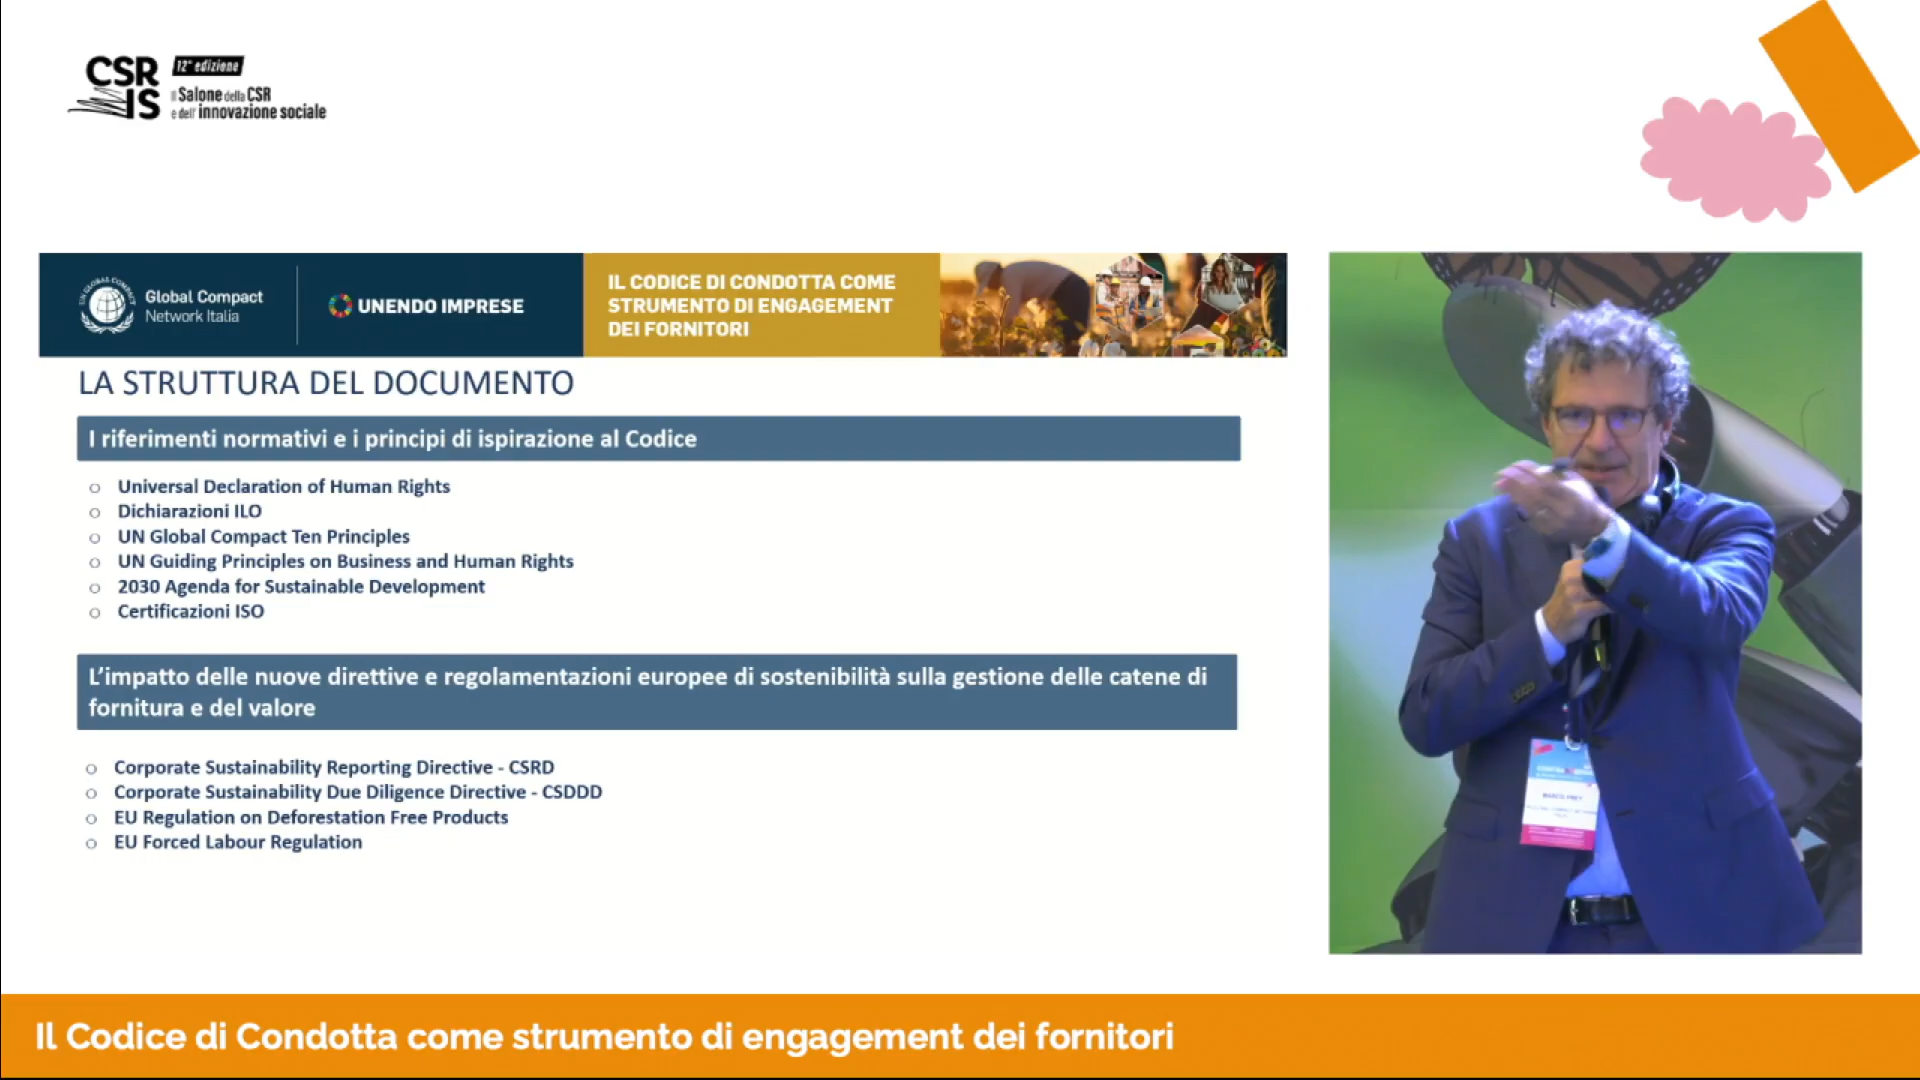 CSR
IS
12ª edizione
il Salone della CSR
e dell'innovazione sociale
UN GLOBAL COMPACT
Global Compact
Network Italia
UNENDO IMPRESE
IL CODICE DI CONDOTTA COME
STRUMENTO DI ENGAGEMENT
DEI FORNITORI
LA STRUTTURA DEL DOCUMENTO
I riferimenti normativi e i principi di ispirazione al Codice
Universal Declaration of Human Rights
Dichiarazioni ILO
UN Global Compact Ten Principles
UN Guiding Principles on Business and Human Rights
2030 Agenda for Sustainable Development
Certificazioni ISO
L'impatto delle nuove direttive e regolamentazioni europee di sostenibilità sulla gestione delle catene di
fornitura e del valore
Corporate Sustainability Reporting Directive - CSRD
Corporate Sustainability Due Diligence Directive - CSDDD
EU Regulation on Deforestation Free Products
EU Forced Labour Regulation
MARCO FREY
Il Codice di Condotta come strumento di engagement dei fornitori